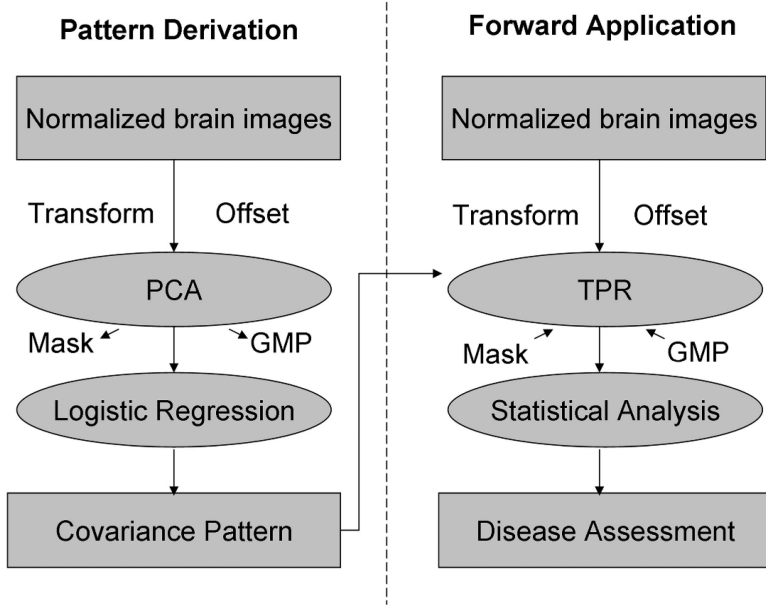 Pattern Derivation
Normalized brain images
Transform Offset
PCA
Mask GMP
Logistic Regression
Covariance Pattern
Forward Application
Normalized brain images
Transform Offset
TPR
Mask GMP
Statistical Analysis
Disease Assessment